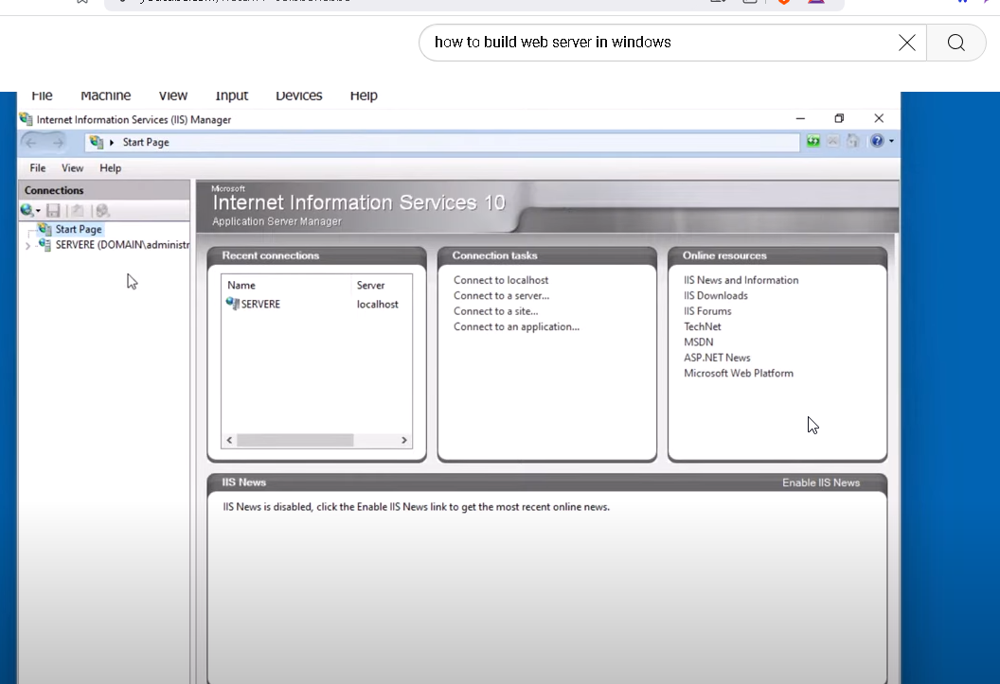 how to build web server in windows
File Machine View Input Devices Help
Internet Information Services (IIS) Manager
Start Page
File View Help
Connections
Start Page
SERVERE (DOMAIN\administr
Microsoft
Internet Information Services 10
Application Server Manager
Recent connections
Name Server
SERVERE localhost
Connection tasks
Connect to localhost
Connect to a server...
Connect to a site...
Connect to an application...
Online resources
IIS News and Information
IIS Downloads
IIS Forums
TechNet
MSDN
ASP.NET News
Microsoft Web Platform
IIS News Enable IIS News
IIS News is disabled, click the Enable IIS News link to get the most recent online news.